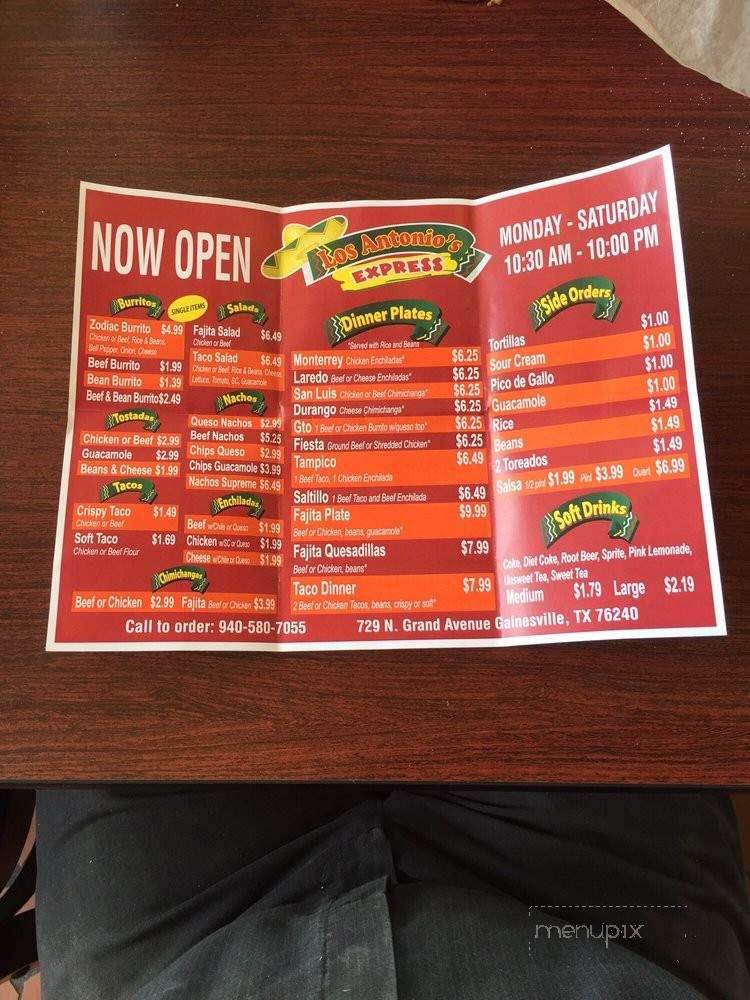 NOW OPEN
Los Antonio's
EXPRESS
MONDAY - SATURDAY
10:30 AM - 10:00 PM
Burritos
SINGLE ITEMS
Zodiac Burrito $4.99
Chicken or Beef, Rice & Beans,
Bell Pepper, Onion, Cheese
Beef Burrito $1.99
Bean Burrito $1.39
Beef & Bean Burrito $2.49
Tostadas
Chicken or Beef $2.99
Guacamole $2.99
Beans & Cheese $1.99
Tacos
Crispy Taco $1.49
Chicken or Beef
Soft Taco $1.69
Chicken or Beef Flour
Salads
Fajita Salad $6.49
Chicken or Beef
Taco Salad $6.49
Chicken or Beef, Rice & Beans, Cheese,
Lettuce, Tomato, SC, Guacamole
Nachos
Queso Nachos $2.99
Beef Nachos $5.25
Chips Queso $2.99
Chips Guacamole $3.99
Nachos Supreme $6.49
Enchiladas
Beef w/Chile or Queso $1.99
Chicken w/SC or Queso $1.99
Cheese w/Chile or Queso $1.99
Chimichangas
Beef or Chicken $2.99 Fajita Beef or Chicken $3.99
Dinner Plates
*Served with Rice and Beans
Monterrey Chicken Enchiladas* $6.25
Laredo Beef or Cheese Enchiladas* $6.25
San Luis Chicken or Beef Chimichanga* $6.25
Durango Cheese Chimichanga* $6.25
Gto 1 Beef or Chicken Burrito w/queso too* $6.25
Fiesta Ground Beef or Shredded Chicken* $6.25
Tampico $6.49
1 Beef Taco, 1 Chicken Enchilada
Saltillo 1 Beef Taco and Beef Enchilada $6.49
Fajita Plate $9.99
Beef or Chicken, beans, guacamole*
Fajita Quesadillas $7.99
Beef or Chicken, beans*
Taco Dinner $7.99
2 Beef or Chicken Tacos, beans, crispy or soft*
Side Orders
Tortillas $1.00
Sour Cream $1.00
Pico de Gallo $1.00
Guacamole $1.00
Rice $1.49
Beans $1.49
2 Toreados $1.49
Salsa 1/2 pint $1.99 Pint $3.99 Quart $6.99
Soft Drinks
Coke, Diet Coke, Root Beer, Sprite, Pink Lemonade,
Unsweet Tea, Sweet Tea
Medium $1.79 Large $2.19
Call to order: 940-580-7055 729 N. Grand Avenue Gainesville, TX 76240
menupix